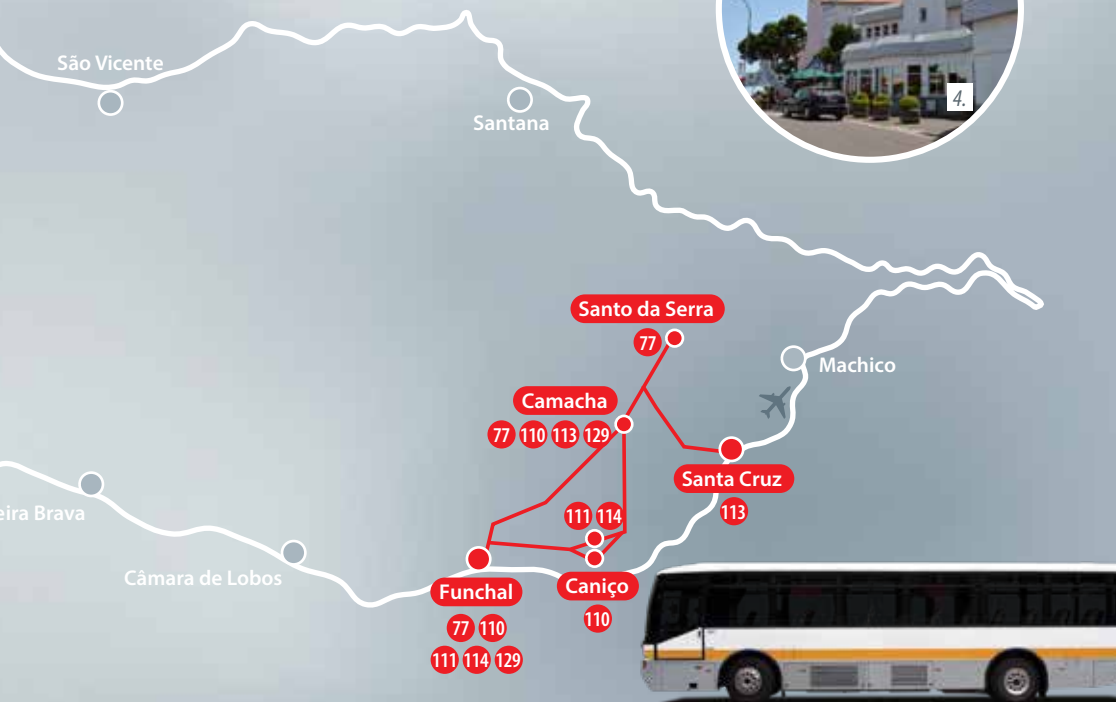 São Vicente
4.
Santana
Santo da Serra
77
Machico
Camacha
77 110 113 129
Santa Cruz
113
eira Brava
111 114
Câmara de Lobos
Funchal
77 110
111 114 129
Caniço
110